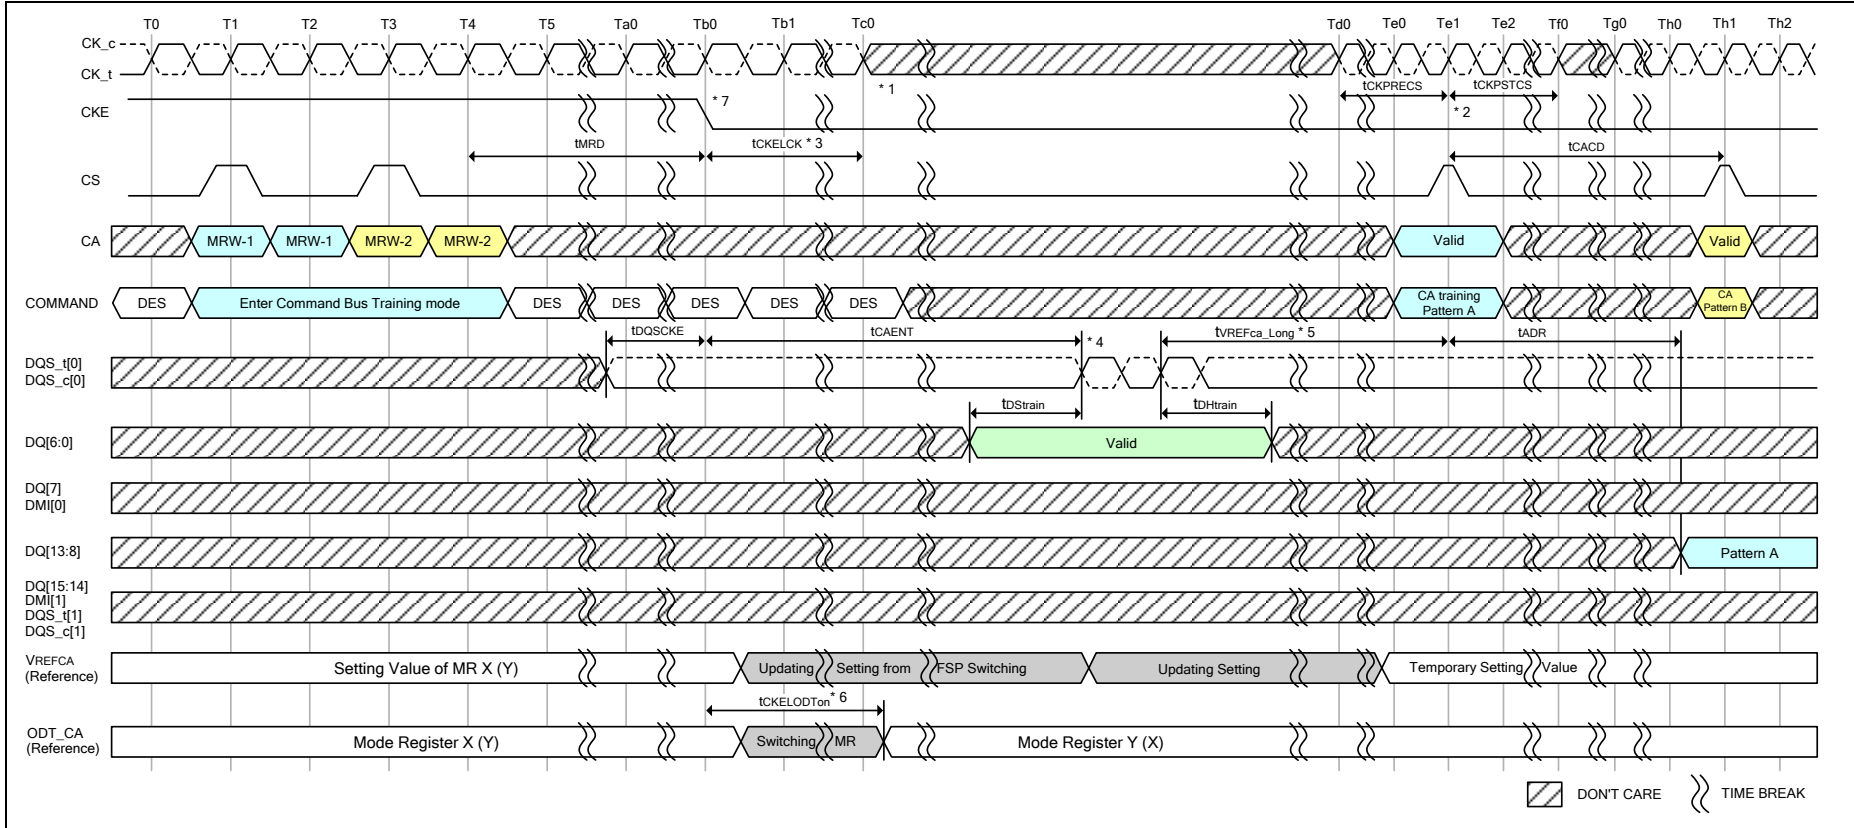 T0 T1 T2 T3 T4 T5 Ta0 Tb0 Tb1 Tc0 Td0 Te0 Te1 Te2 Tf0 Tg0 Th0 Th1 Th2
CK_c
CK_t
* 1
tCKPRECS tCKPSTCS
CKE
* 7
* 2
tMRD tCKELCK * 3 tCACD
CS
CA MRW-1 MRW-1 MRW-2 MRW-2 Valid Valid
COMMAND DES Enter Command Bus Training mode DES DES DES DES DES CA training Pattern A CA Pattern B
tDQSCKE tCAENT * 4 tVREFca_Long * 5 tADR
DQS_t[0]
DQS_c[0]
tDStrain tDHtrain
DQ[6:0] Valid
DQ[7]
DMI[0]
DQ[13:8] Pattern A
DQ[15:14]
DMI[1]
DQS_t[1]
DQS_c[1]
VREFCA
(Reference)
Setting Value of MR X (Y) Updating Setting from FSP Switching Updating Setting Temporary Setting Value
tCKELODTon * 6
ODT_CA
(Reference)
Mode Register X (Y) Switching MR Mode Register Y (X)
DON'T CARE TIME BREAK